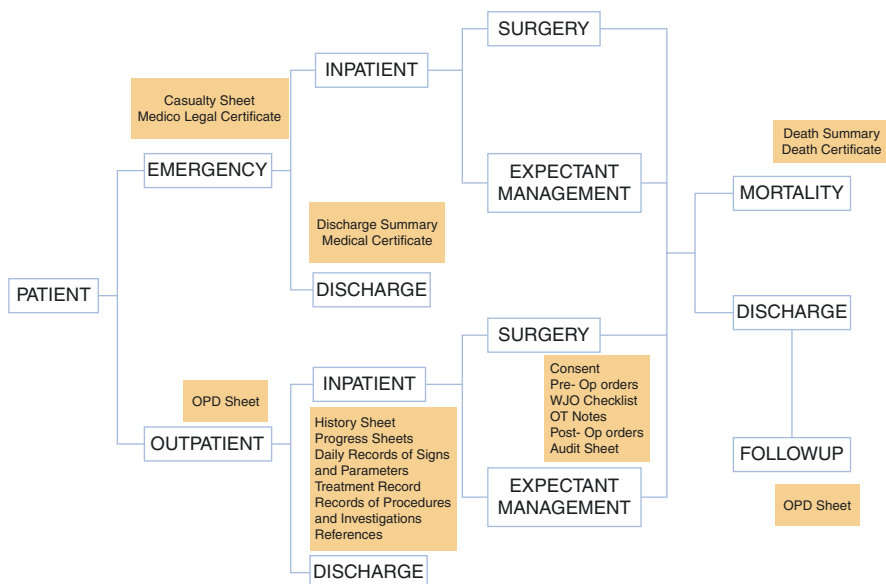 SURGERY
INPATIENT
Casualty Sheet
Medico Legal Certificate
Death Summary
Death Certificate
EMERGENCY
EXPECTANT
MANAGEMENT
MORTALITY
Discharge Summary
Medical Certificate
PATIENT
DISCHARGE
DISCHARGE
SURGERY
INPATIENT
Consent
Pre- Op orders
WJO Checklist
OT Notes
Post- Op orders
Audit Sheet
OPD Sheet
History Sheet
Progress Sheets
Daily Records of Signs
and Parameters
Treatment Record
Records of Procedures
and Investigations
References
OUTPATIENT
FOLLOWUP
EXPECTANT
MANAGEMENT
OPD Sheet
DISCHARGE